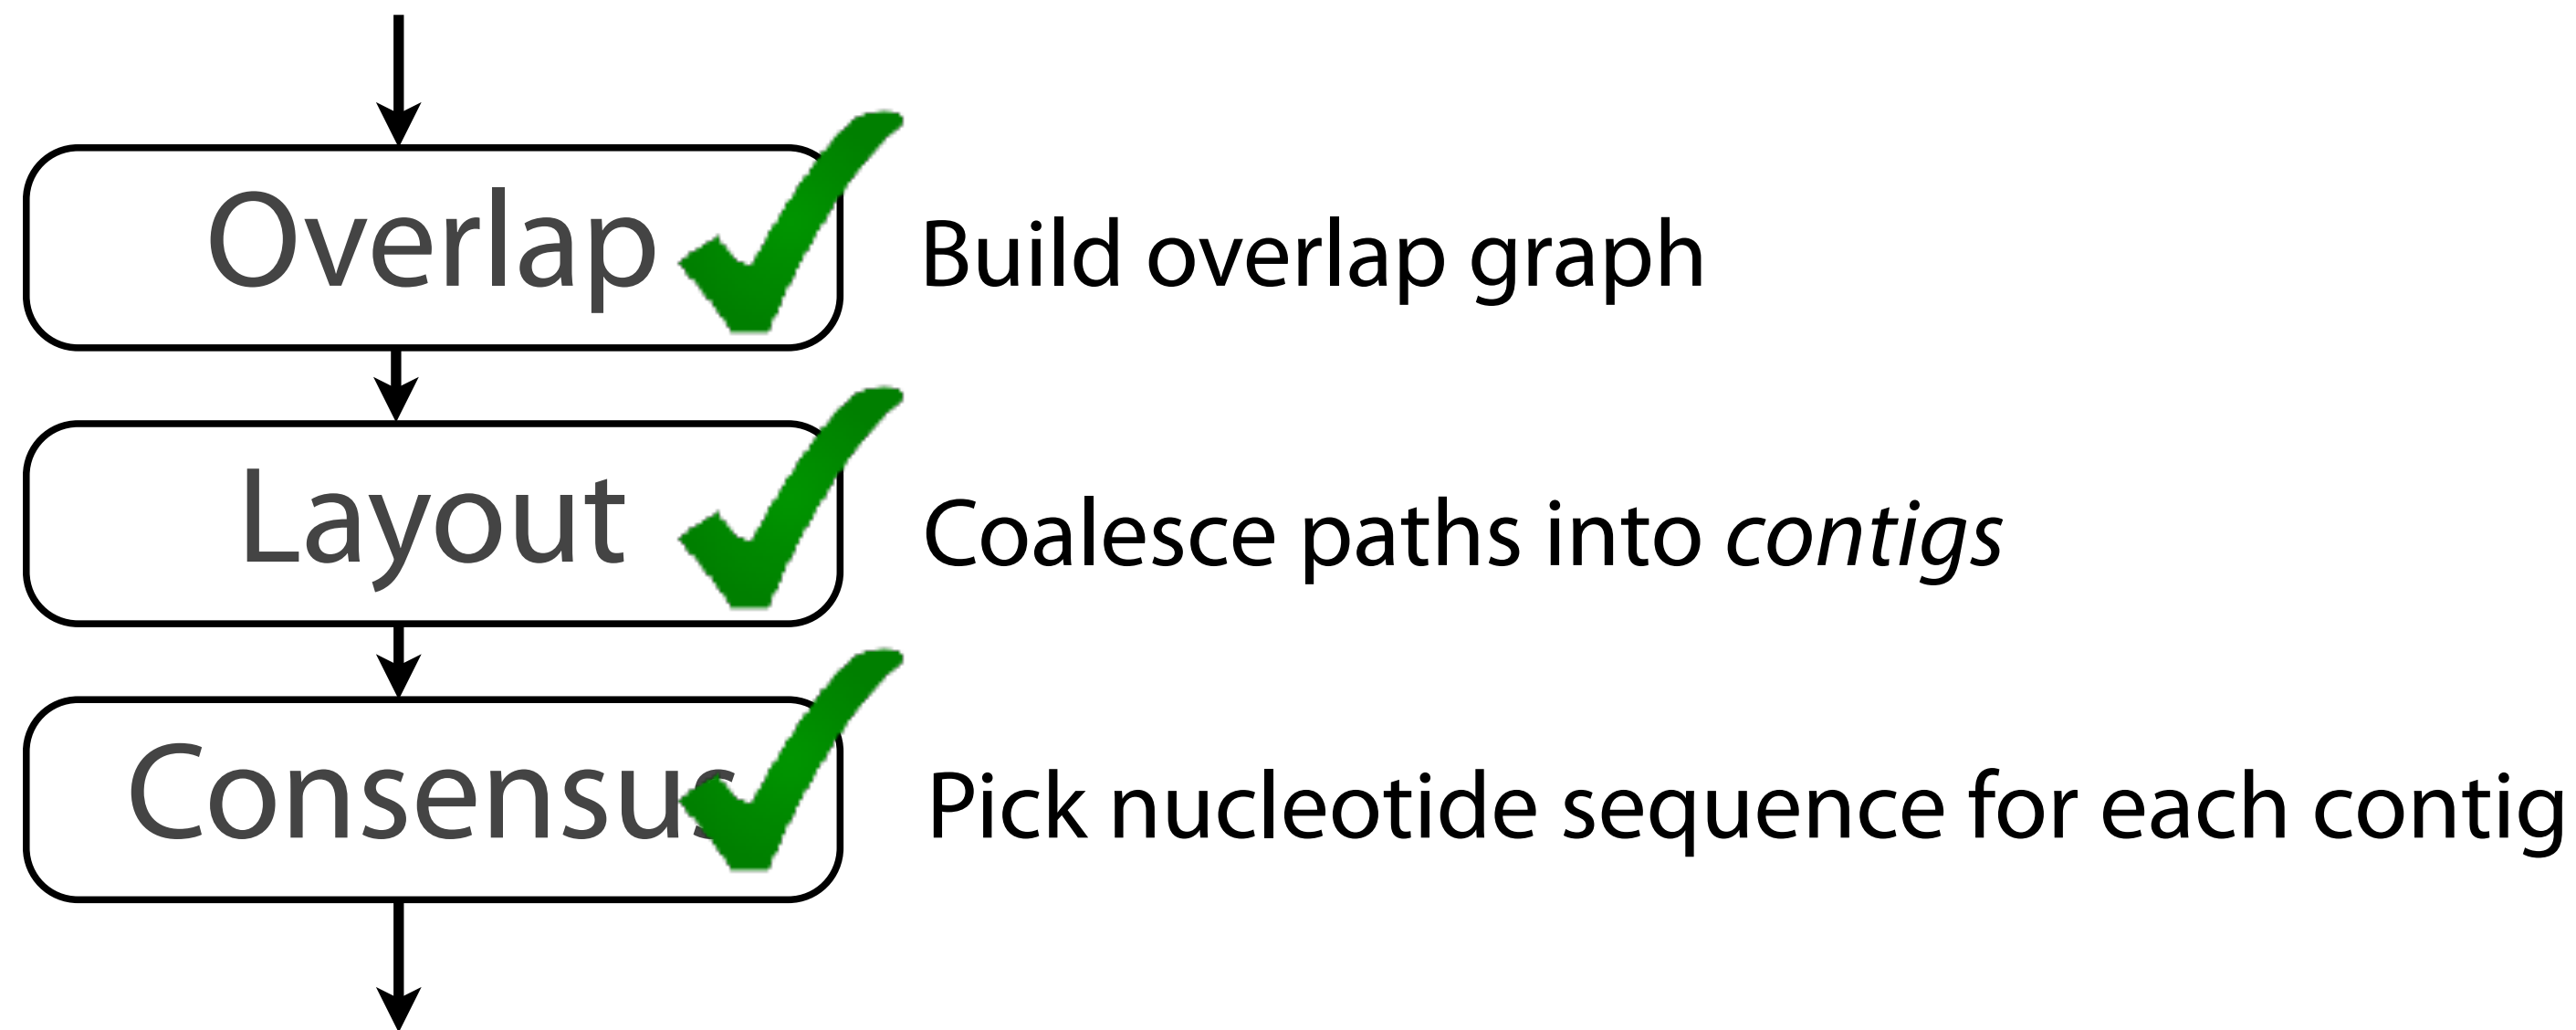 Overlap
Build overlap graph
Layout
Coalesce paths into contigs
Consensus
Pick nucleotide sequence for each contig